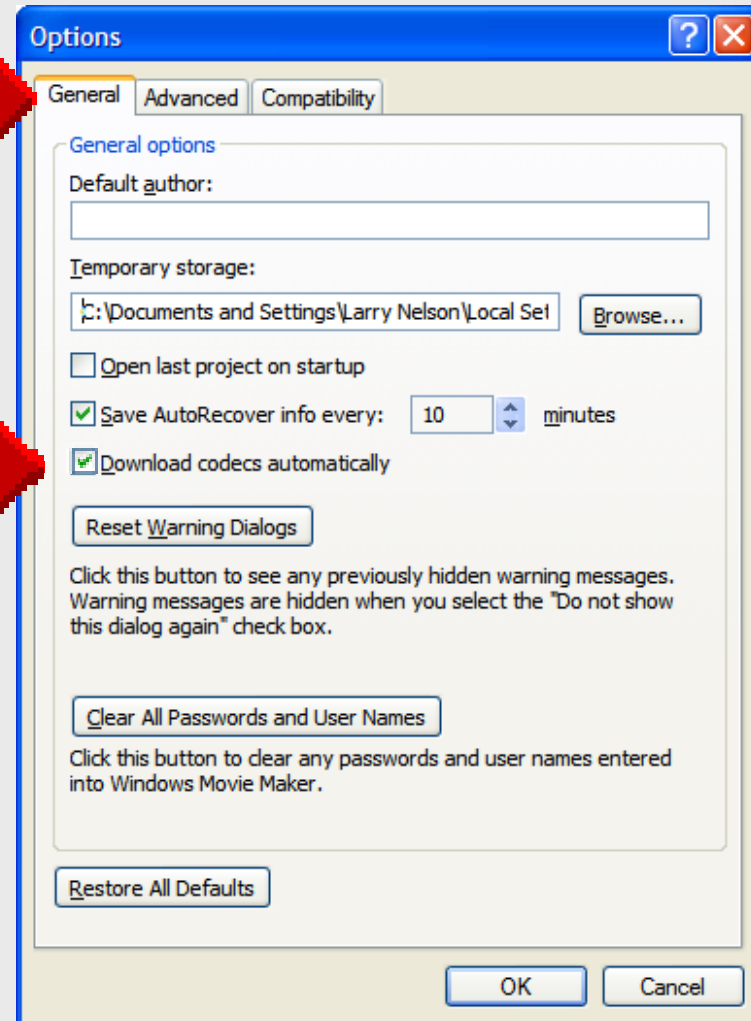 Options
General Advanced Compatibility
General options
Default author:
Temporary storage:
C:\Documents and Settings\Larry Nelson\Local Set Browse...
Open last project on startup
Save AutoRecover info every: 10 minutes
Download codecs automatically
Reset Warning Dialogs
Click this button to see any previously hidden warning messages.
Warning messages are hidden when you select the "Do not show
this dialog again" check box.
Clear All Passwords and User Names
Click this button to clear any passwords and user names entered
into Windows Movie Maker.
Restore All Defaults
OK Cancel